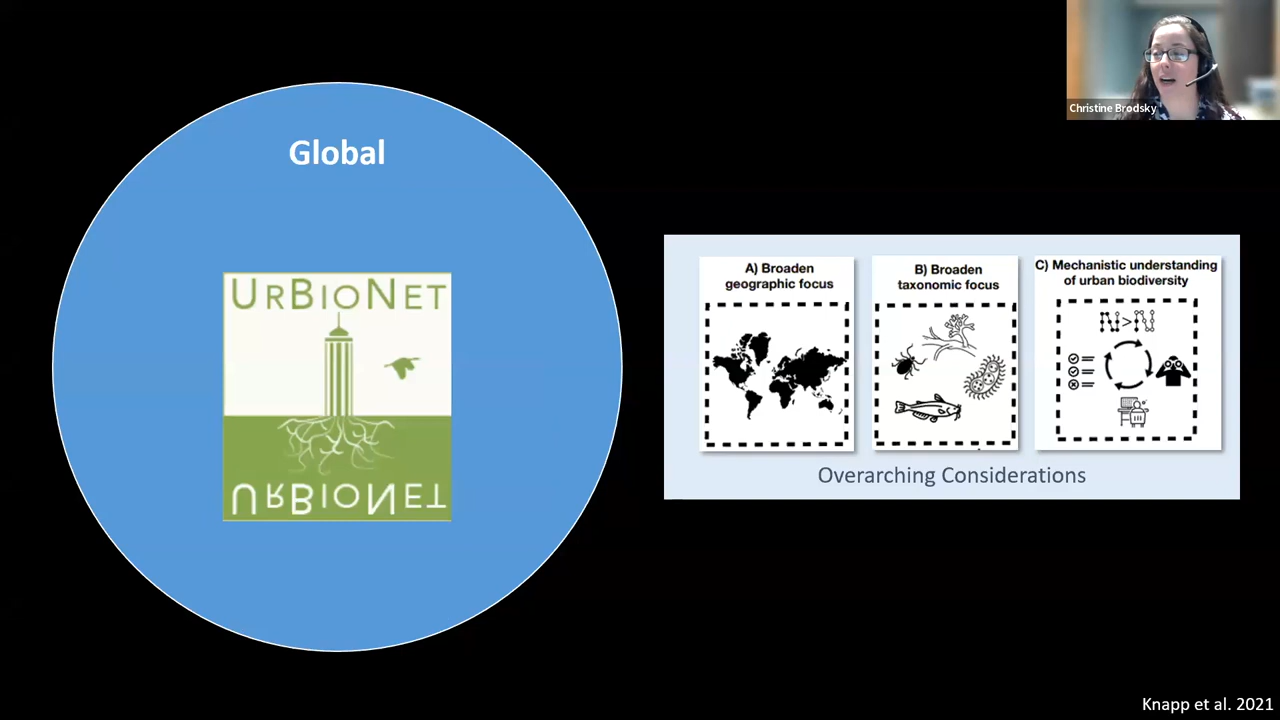 Christine Brodsky
Global
URBIONET
URBIONET
A) Broaden
geographic focus
B) Broaden
taxonomic focus
C) Mechanistic understanding
of urban biodiversity
Overarching Considerations
Knapp et al. 2021